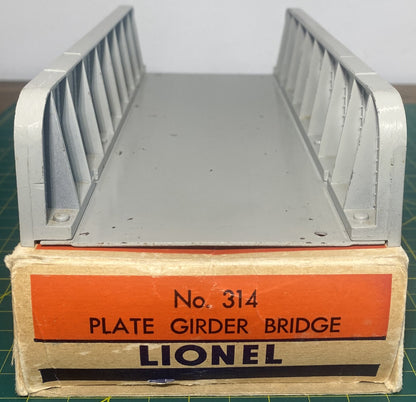 No. 314
PLATE GIRDER BRIDGE
LIONEL